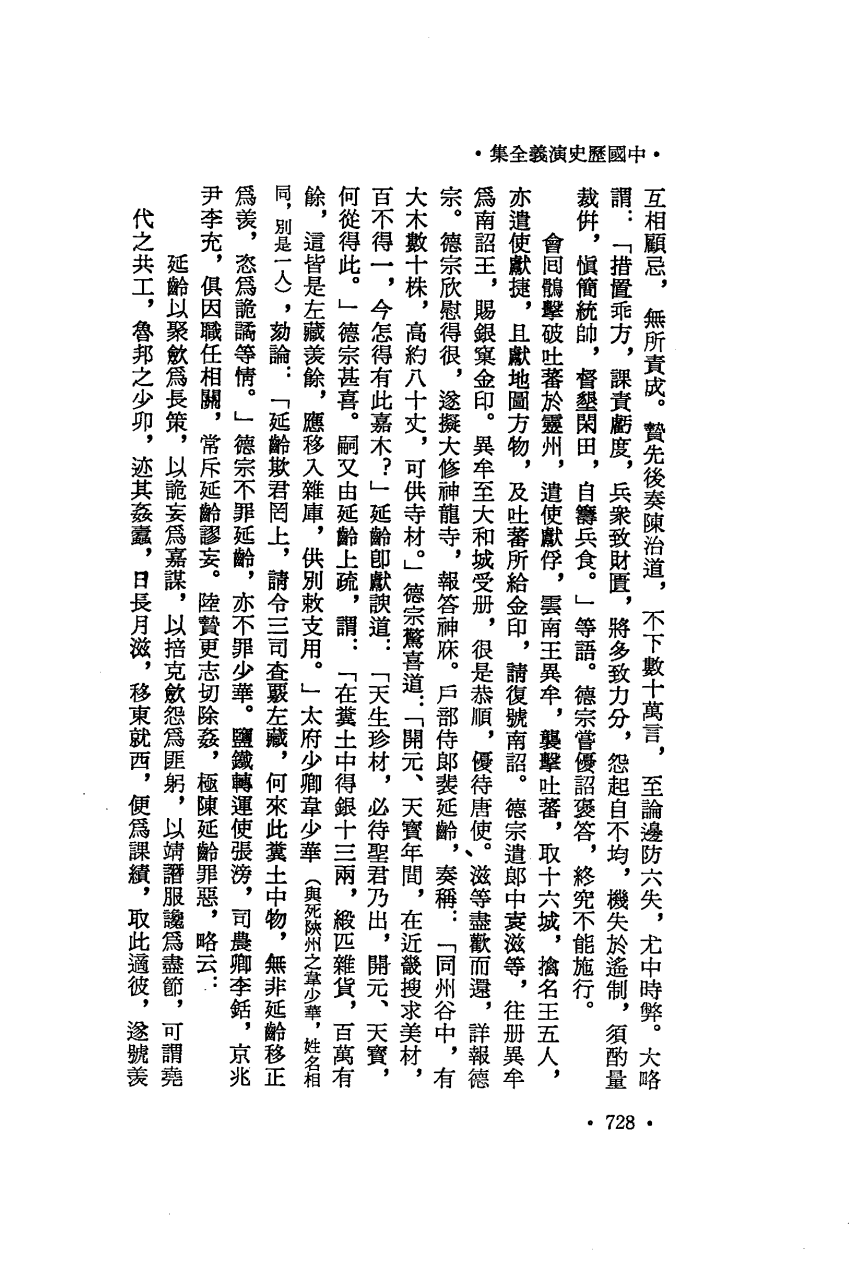 •中國歷史演義全集•
互相顧忌，無所責成。贄先後奏陳治道，不下數十萬言，至論邊防六失，尤中時弊。大略
謂：「措置乖方，課責虧度，兵衆致財匱，將多致力分，怨起自不均，機失於遙制，須酌量
裁併，愼簡統帥，督墾閑田，自籌兵食。」等語。德宗嘗優詔褒答，終究不能施行。
會回鶻擊破吐蕃於靈州，遣使獻俘，雲南王異牟，襲擊吐蕃，取十六城，擒名王五人，
亦遣使獻捷，且獻地圖方物，及吐蕃所給金印，請復號南詔。德宗遣郎中袁滋等，往册異牟
爲南詔王，賜銀窠金印。異牟至大和城受册，很是恭順，優待唐使。滋等盡歡而還，詳報德
宗。德宗欣慰得很，遂擬大修神龍寺，報答神庥。戶部侍郎裴延齡，奏稱：「同州谷中，有
大木數十株，高約八十丈，可供寺材。」德宗驚喜道：「開元、天寶年間，在近畿搜求美材，
百不得一，今怎得有此嘉木？」延齡卽獻諛道：「天生珍材，必待聖君乃出，開元、天寶，
何從得此。」德宗甚喜。嗣又由延齡上疏，謂：「在糞土中得銀十三兩，緞匹雜貨，百萬有
餘，這皆是左藏羡餘，應移入雜庫，供別敕支用。」太府少卿韋少華（與死陝州之韋少華，姓名相
同，別是一人），劾論：「延齡欺君罔上，請令三司查覈左藏，何來此糞土中物，無非延齡移正
爲羡，恣爲詭譎等情。」德宗不罪延齡，亦不罪少華。鹽鐵轉運使張滂，司農卿李銛，京兆
尹李充，俱因職任相關，常斥延齡謬妄。陸贄更志切除姦，極陳延齡罪惡，略云：
延齡以聚斂爲長策，以詭妄爲嘉謀，以掊克斂怨爲匪躬，以靖譖服讒爲盡節，可謂堯
代之共工，魯邦之少卯，迹其姦蠹，日長月滋，移東就西，便爲課績，取此適彼，遂號羡
•728•